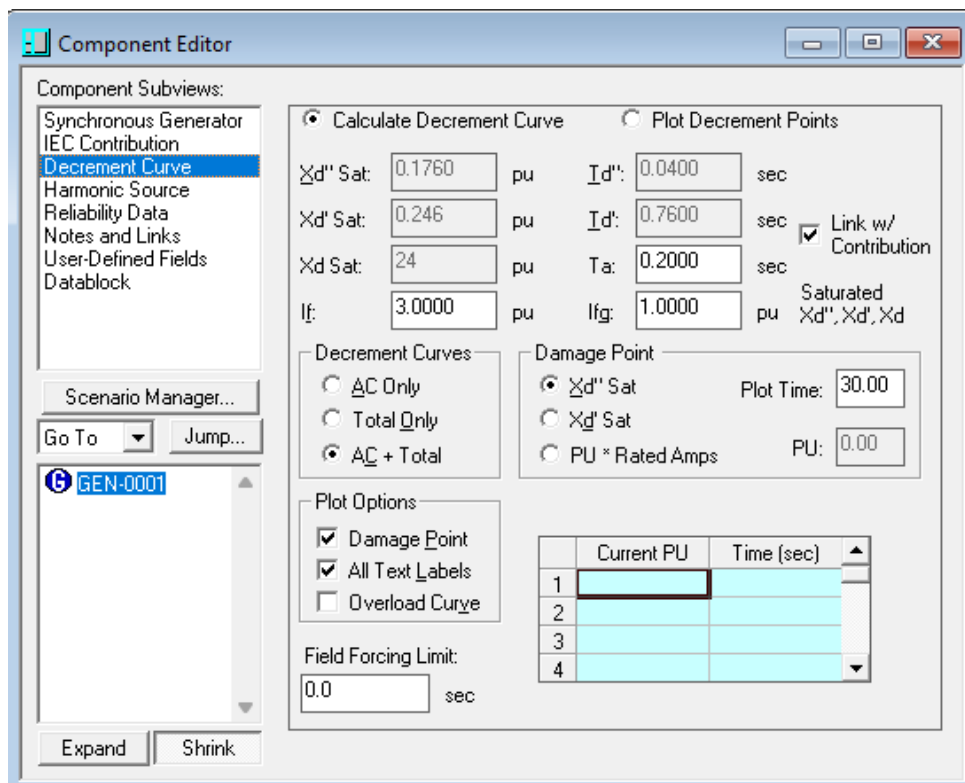 Component Editor
Component Subviews:
Synchronous Generator
IEC Contribution
Decrement Curve
Harmonic Source
Reliability Data
Notes and Links
User-Defined Fields
Datablock
Scenario Manager...
Go To Jump...
G GEN-0001
Expand Shrink
Calculate Decrement Curve Plot Decrement Points
Xd'' Sat: 0.1760 pu Td'': 0.0400 sec
Xd' Sat: 0.246 pu Td': 0.7600 sec
Link w/
Contribution
Xd Sat: 24 pu Ta: 0.2000 sec
If: 3.0000 pu Ifg: 1.0000 pu
Saturated
Xd'', Xd', Xd
Decrement Curves
AC Only
Total Only
AC + Total
Damage Point
Xd'' Sat Plot Time: 30.00
Xd' Sat
PU * Rated Amps PU: 0.00
Plot Options
Damage Point
All Text Labels
Overload Curve
Field Forcing Limit:
0.0 sec
Current PU Time (sec)
1
2
3
4